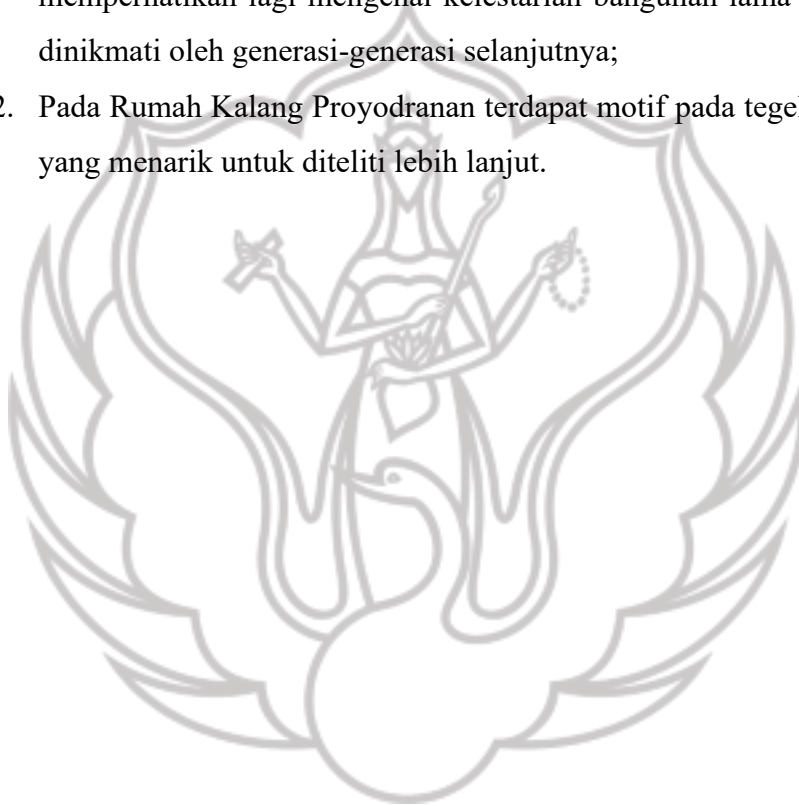 memperhatikan lagi mengenai kelestarian bangunan lama
dinikmati oleh generasi-generasi selanjutnya;
2. Pada Rumah Kalang Proyodranan terdapat motif pada tegel
yang menarik untuk diteliti lebih lanjut.